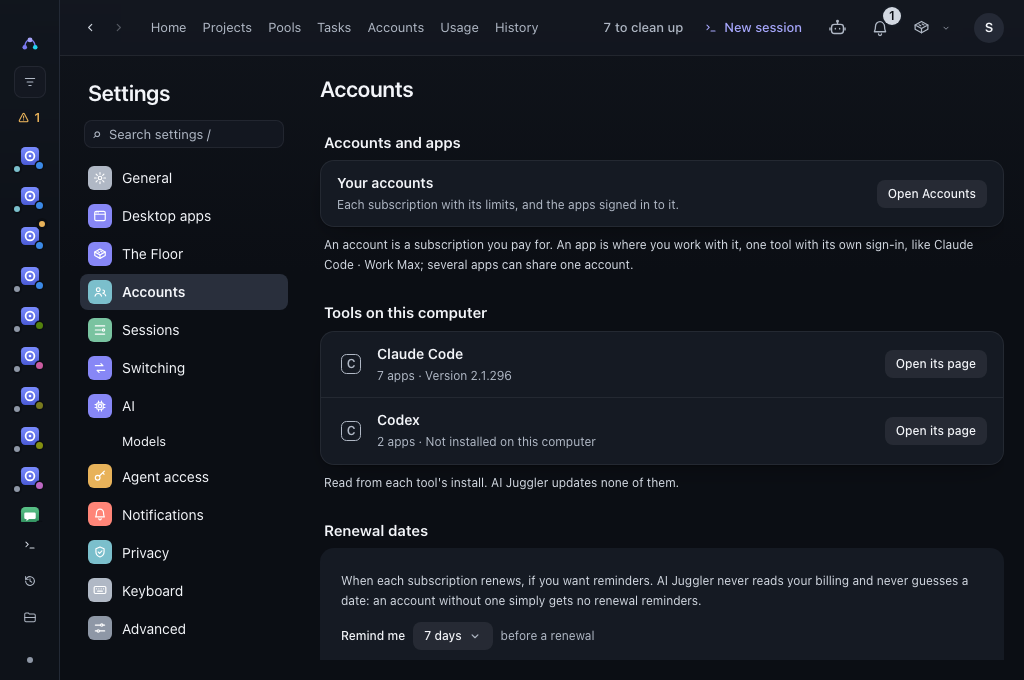 Home Projects Pools Tasks Accounts Usage History 7 to clean up New session 1 S
1
Settings
Search settings /
General
Desktop apps
The Floor
Accounts
Sessions
Switching
AI
Models
Agent access
Notifications
Privacy
Keyboard
Advanced
Accounts
Accounts and apps
Your accounts
Each subscription with its limits, and the apps signed in to it.
Open Accounts
An account is a subscription you pay for. An app is where you work with it, one tool with its own sign-in, like Claude
Code · Work Max; several apps can share one account.
Tools on this computer
C
Claude Code
7 apps · Version 2.1.296
Open its page
C
Codex
2 apps · Not installed on this computer
Open its page
Read from each tool's install. AI Juggler updates none of them.
Renewal dates
When each subscription renews, if you want reminders. AI Juggler never reads your billing and never guesses a
date: an account without one simply gets no renewal reminders.
Remind me 7 days before a renewal